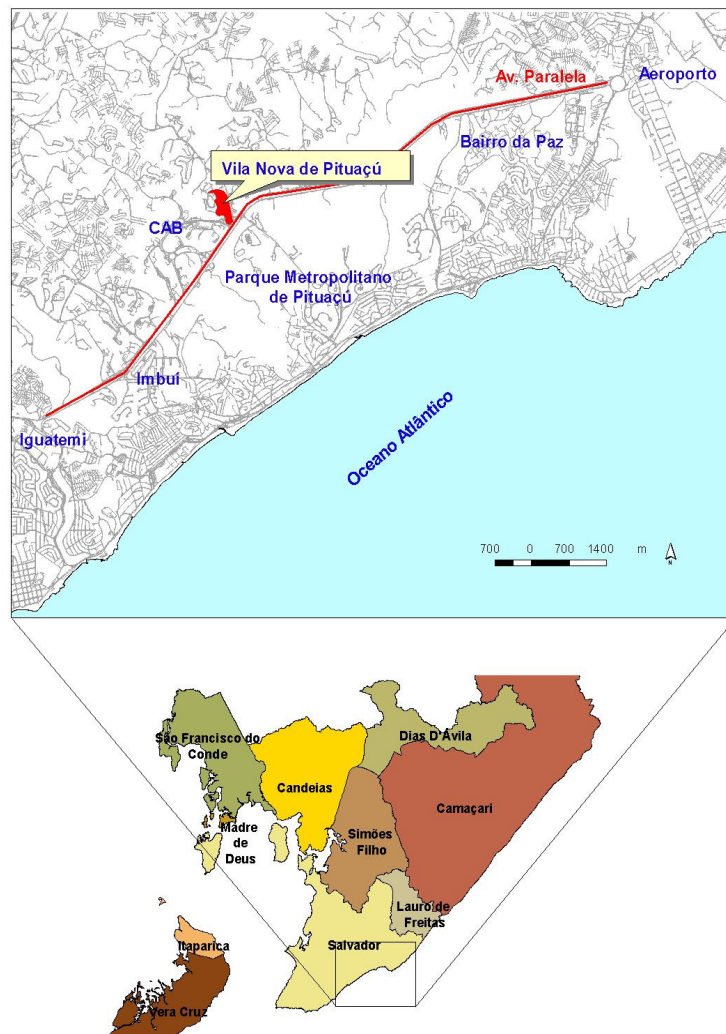 Av. Paralela
Aeroporto
Bairro da Paz
Vila Nova de Pituaçú
CAB
Parque Metropolitano
de Pituaçú
Imbuí
Iguatemi
Oceano Atlântico
700 0 700 1400 m
N
São Francisco do
Conde
Dias D'Ávila
Candeias
Camaçari
Madre
de
Deus
Simões
Filho
Lauro de
Freitas
Salvador
Itaparica
Vera Cruz